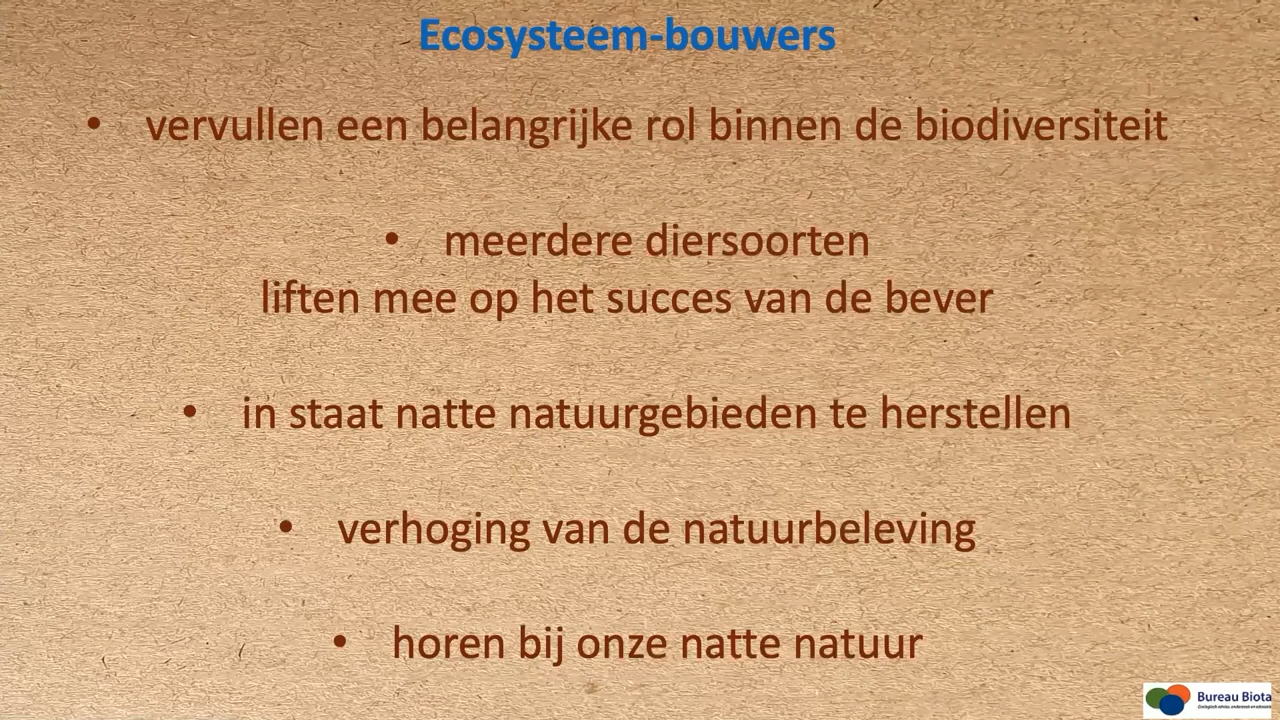 Ecosysteem-bouwers
• vervullen een belangrijke rol binnen de biodiversiteit
• meerdere diersoorten
liften mee op het succes van de bever
• in staat natte natuurgebieden te herstellen
• verhoging van de natuurbeleving
• horen bij onze natte natuur
Bureau Biota